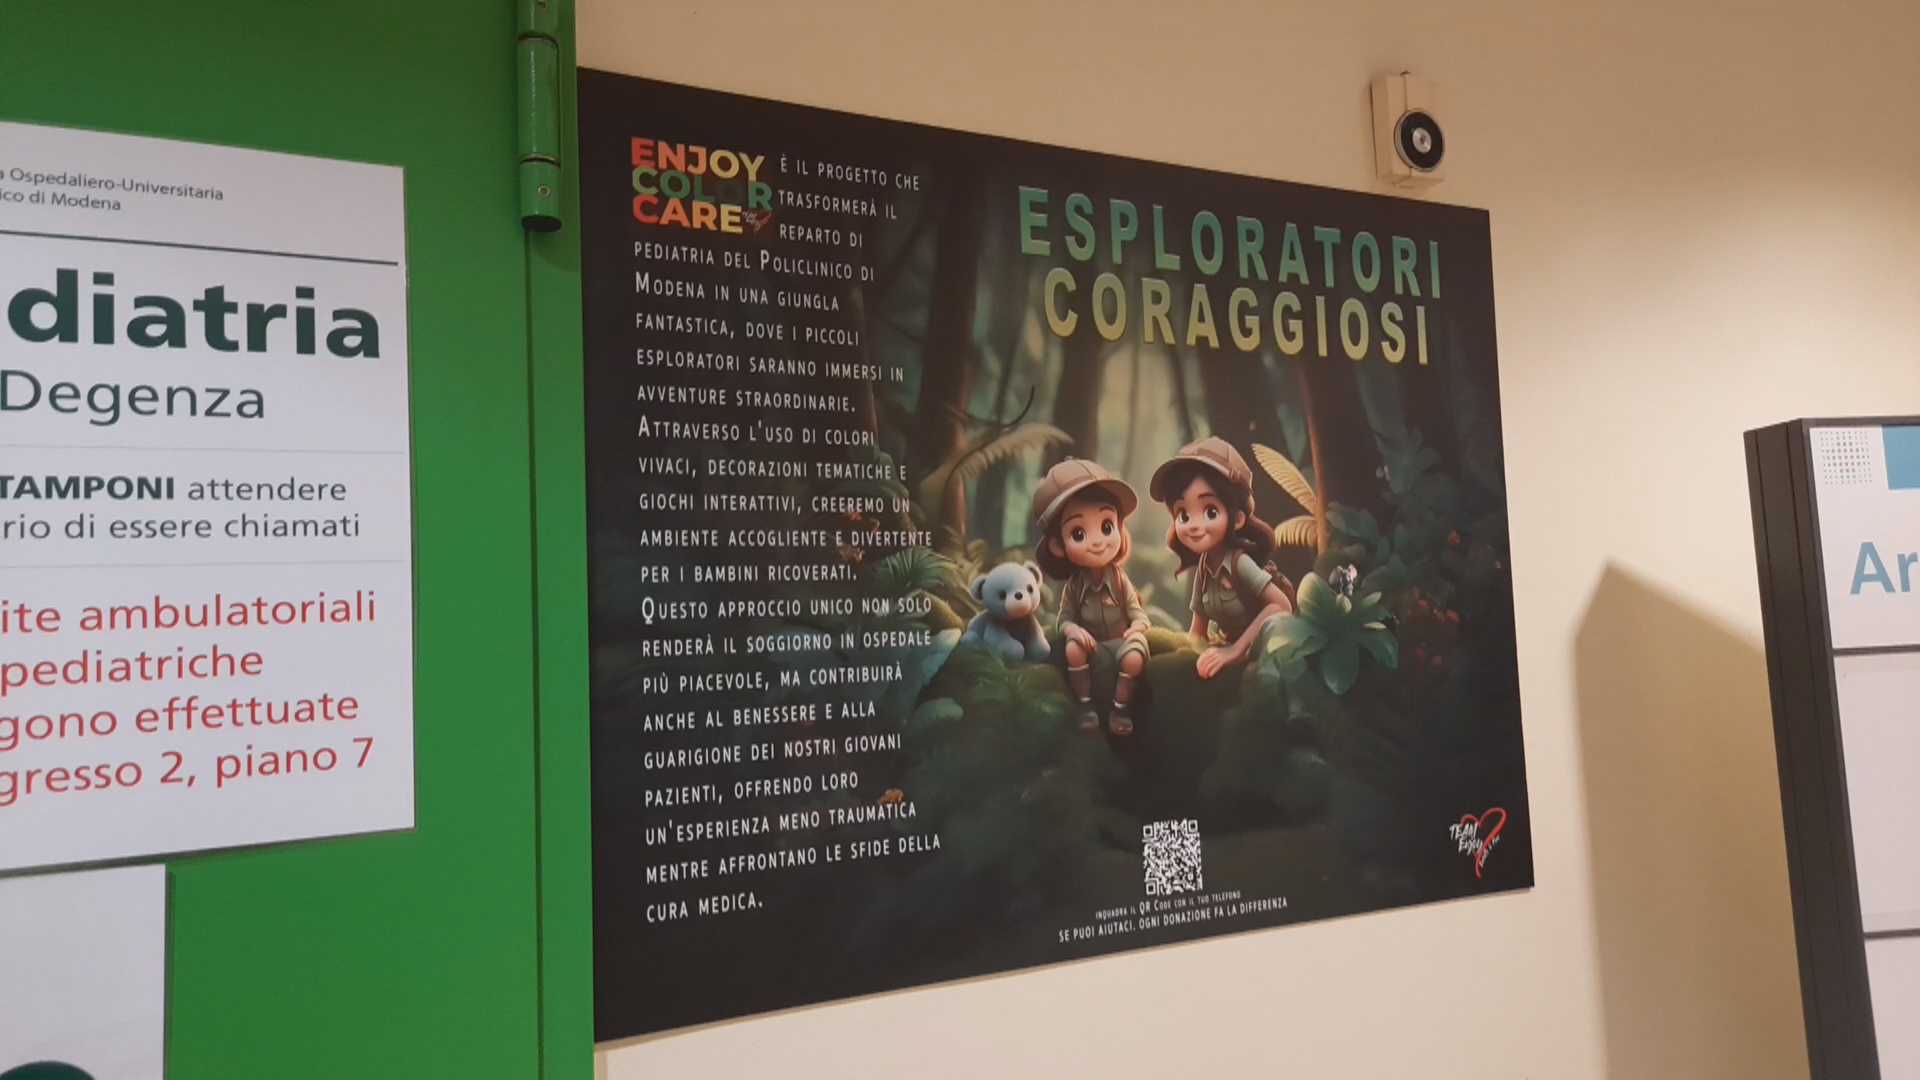 Ospedaliero-Universitaria
di Modena
diatria
Degenza
TAMPONI attendere
di essere chiamati
ambulatoriali
pediatriche
effettuate
2, piano 7
ENJOY
COLOR
CARE
È IL PROGETTO CHE
TRASFORMERÀ IL
REPARTO DI
PEDIATRIA DEL POLICLINICO DI
MODENA IN UNA GIUNGLA
FANTASTICA, DOVE I PICCOLI
ESPLORATORI SARANNO IMMERSI IN
AVVENTURE STRAORDINARIE.
ATTRAVERSO L'USO DI COLORI
VIVACI, DECORAZIONI TEMATICHE E
GIOCHI INTERATTIVI, CREEREMO UN
AMBIENTE ACCOGLIENTE E DIVERTENTE
PER I BAMBINI RICOVERATI.
QUESTO APPROCCIO UNICO NON SOLO
RENDERÀ IL SOGGIORNO IN OSPEDALE
PIÙ PIACEVOLE, MA CONTRIBUIRÀ
ANCHE AL BENESSERE E ALLA
GUARIGIONE DEI NOSTRI GIOVANI
PAZIENTI, OFFRENDO LORO
UN'ESPERIENZA MENO TRAUMATICA
MENTRE AFFRONTANO LE SFIDE DELLA
CURA MEDICA.
ESPLORATORI
CORAGGIOSI
INQUADRA IL QR CODE CON IL TUO TELEFONO
SE PUOI AIUTACI. OGNI DONAZIONE FA LA DIFFERENZA
TEAM
Enjoy
Ar